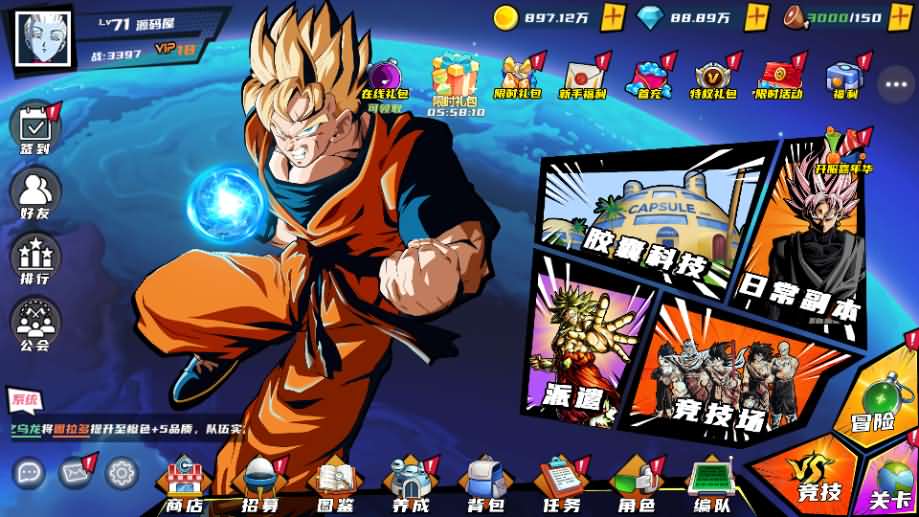 Lv71 源码屋
战:3397 VIP18
897.12万
88.89万
3000/150
在线礼包
可领取
限时礼包
05:58:18
限时礼包
新手福利
首充
特权礼包
限时活动
福利
开服嘉年华
签到
好友
排行
公会
CAPSULE
胶囊科技
日常副本
派遣
竞技场
系统
乌龙将
提升至橙色+5品质，队伍实
冒险
VS
竞技
关卡
商店
招募
图鉴
养成
背包
任务
角色
编队